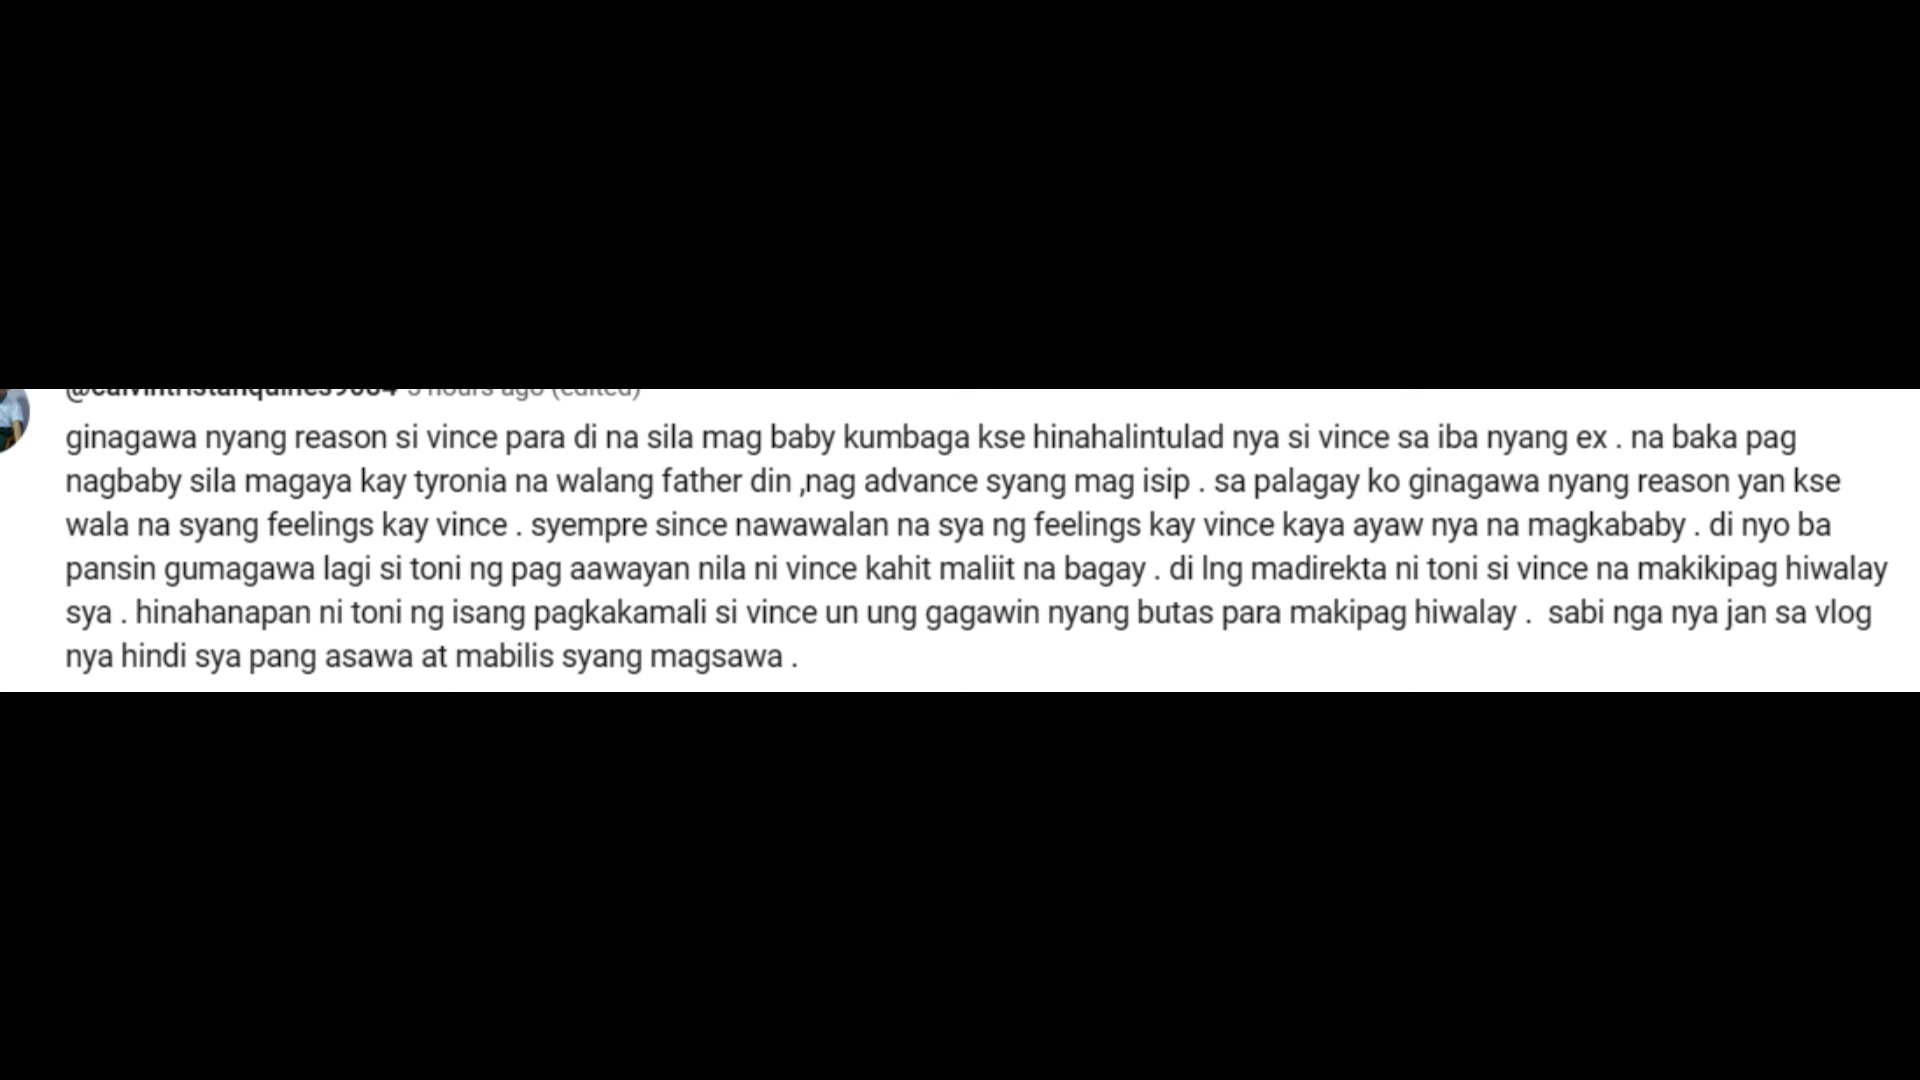 ginagawa nyang reason si vince para di na sila mag baby kumbaga kse hinahalintulad nya si vince sa iba nyang ex . na baka pag
nagbaby sila magaya kay tyronia na walang father din ,nag advance syang mag isip . sa palagay ko ginagawa nyang reason yan kse
wala na syang feelings kay vince . syempre since nawawalan na sya ng feelings kay vince kaya ayaw nya na magkababy . di nyo ba
pansin gumagawa lagi si toni ng pag aawayan nila ni vince kahit maliit na bagay . di lng madirekta ni toni si vince na makikipag hiwalay
sya . hinahanapan ni toni ng isang pagkakamali si vince un ung gagawin nyang butas para makipag hiwalay .  sabi nga nya jan sa vlog
nya hindi sya pang asawa at mabilis syang magsawa .